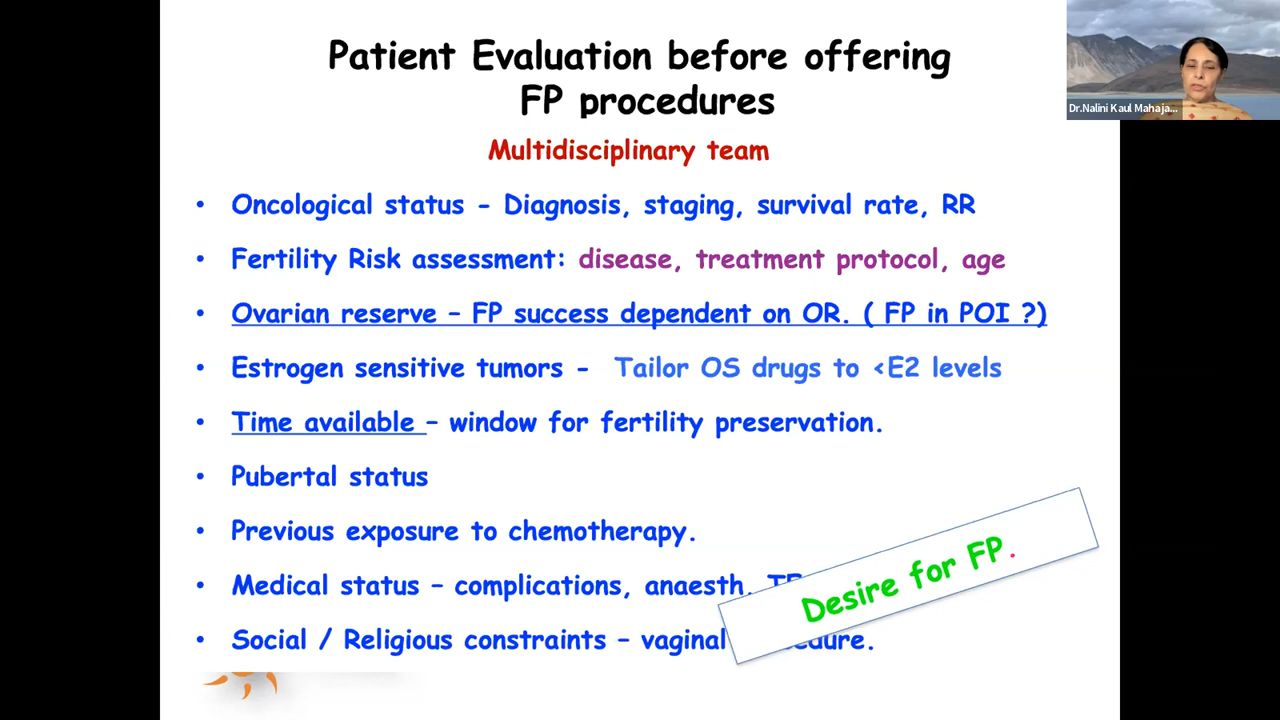 Patient Evaluation before offering
FP procedures
Multidisciplinary team
• Oncological status - Diagnosis, staging, survival rate, RR
• Fertility Risk assessment: disease, treatment protocol, age
• Ovarian reserve – FP success dependent on OR. ( FP in POI ?)
• Estrogen sensitive tumors - Tailor OS drugs to <E2 levels
• Time available – window for fertility preservation.
• Pubertal status
• Previous exposure to chemotherapy.
• Medical status – complications, anaesth,
• Social / Religious constraints – vaginal
Desire for FP.
Dr.Nalini Kaul Mahaja...